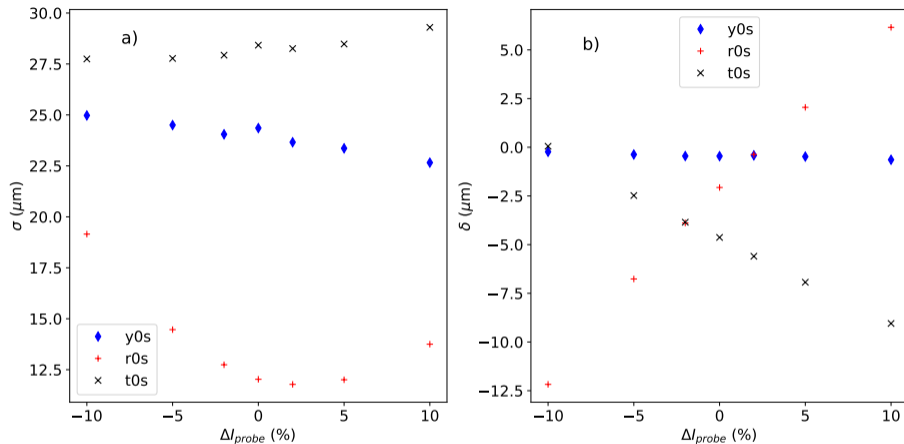 a)
30.0
27.5
25.0
22.5
20.0
17.5
15.0
12.5
σ (μm)
y0s
r0s
t0s
−10 −5 0 5 10
ΔI_probe (%)
b)
y0s
r0s
t0s
5.0
2.5
0.0
−2.5
−5.0
−7.5
−10.0
−12.5
δ (μm)
−10 −5 0 5 10
ΔI_probe (%)